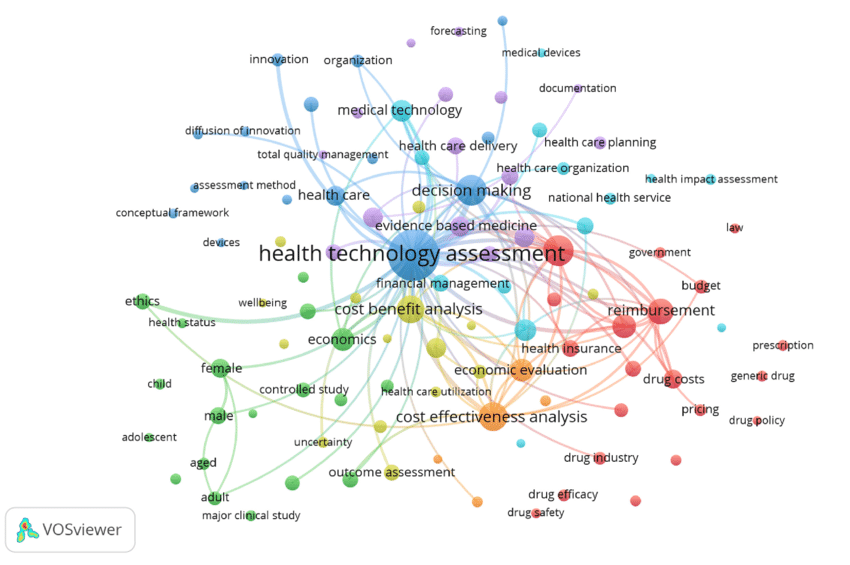 forecasting
medical devices
innovation
organization
documentation
medical technology
diffusion of innovation
health care delivery
health care planning
total quality management
health care organization
assessment method
health care
decision making
health impact assessment
national health service
conceptual framework
evidence based medicine
law
devices
health technology assessment
government
financial management
budget
ethics
wellbeing
cost benefit analysis
reimbursement
health status
economics
health insurance
prescription
female
economic evaluation
generic drug
child
controlled study
health care utilization
drug costs
male
cost effectiveness analysis
pricing
drug policy
adolescent
uncertainty
aged
outcome assessment
drug industry
adult
drug efficacy
major clinical study
drug safety
VOSviewer